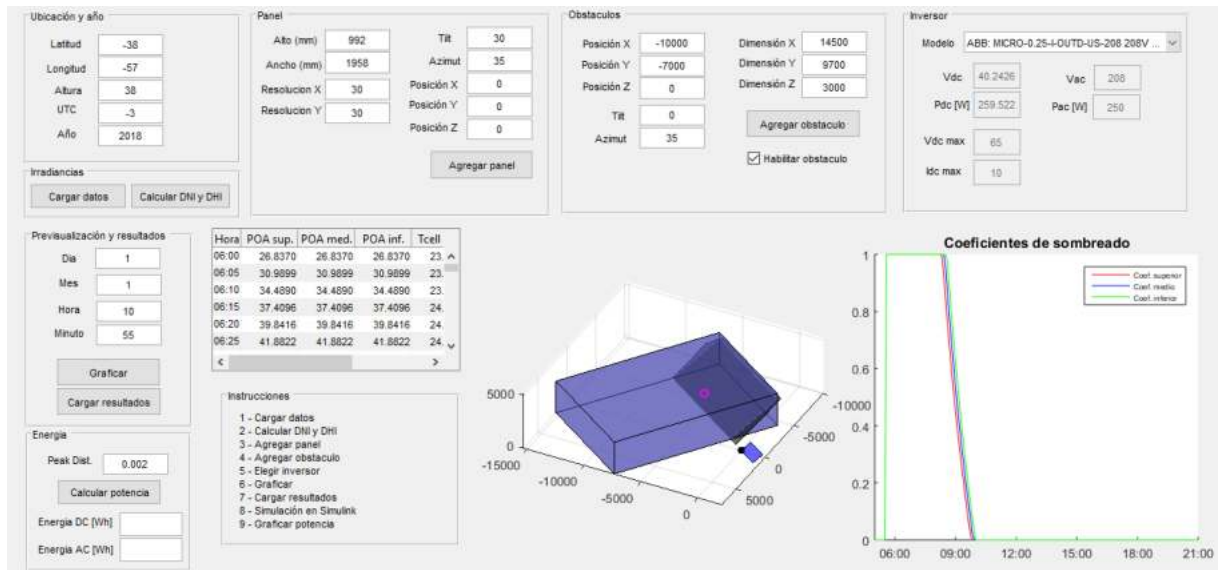 Ubicación y año
Latitud -38
Longitud -57
Altura 38
UTC -3
Año 2018
Irradiancias
Cargar datos Calcular DNI y DHI
Panel
Alto (mm) 992
Ancho (mm) 1958
Resolucion X 30
Resolucion Y 30
Tilt 30
Azimut 35
Posición X 0
Posición Y 0
Posición Z 0
Agregar panel
Obstaculos
Posición X -10000
Posición Y -7000
Posición Z 0
Tilt 0
Azimut 35
Dimensión X 14500
Dimensión Y 9700
Dimensión Z 3000
Agregar obstaculo
Habilitar obstaculo
Inversor
Modelo ABB: MICRO-0.25-I-OUTD-US-208 208V ...
Vdc 40.2426
Vac 208
Pdc [W] 259.522
Pac [W] 250
Vdc max 65
Idc max 10
Previsualización y resultados
Dia 1
Mes 1
Hora 10
Minuto 55
Graficar
Cargar resultados
Energia
Peak Dist. 0.002
Calcular potencia
Energia DC [Wh]
Energia AC [Wh]
Hora POA sup. POA med. POA inf. Tcell
06:00 26.8370 26.8370 26.8370 23.
06:05 30.9899 30.9899 30.9899 23.
06:10 34.4890 34.4890 34.4890 23.
06:15 37.4096 37.4096 37.4096 24.
06:20 39.8416 39.8416 39.8416 24.
06:25 41.8822 41.8822 41.8822 24.
Instrucciones
1 - Cargar datos
2 - Calcular DNI y DHI
3 - Agregar panel
4 - Agregar obstaculo
5 - Elegir inversor
6 - Graficar
7 - Cargar resultados
8 - Simulación en Simulink
9 - Graficar potencia
5000
0
-15000
-10000
-5000
0
5000
0
-5000
-10000
Coeficientes de sombreado
Coef. superior
Coef. medio
Coef. inferior
1
0.8
0.6
0.4
0.2
0
06:00 09:00 12:00 15:00 18:00 21:00